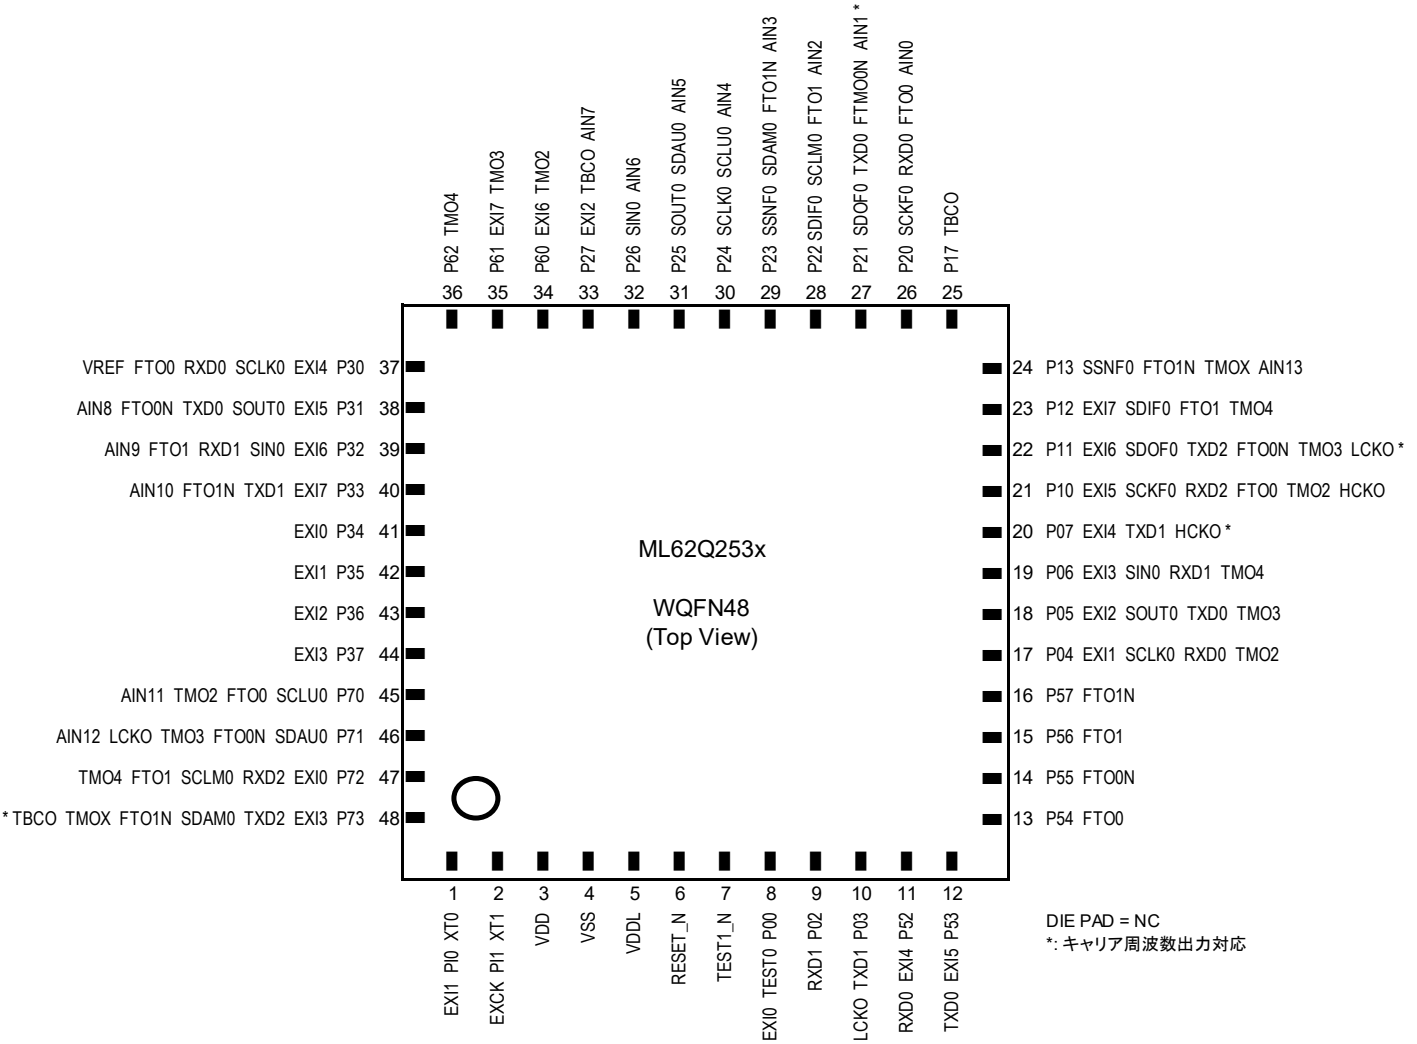 P62 TMO4
P61 EXI7 TMO3
P60 EXI6 TMO2
P27 EXI2 TBCO AIN7
P26 SIN0 AIN6
P25 SOUT0 SDAU0 AIN5
P24 SCLK0 SCLU0 AIN4
P23 SSNF0 SDAM0 FTO1N AIN3
P22 SDIF0 SCLM0 FTO1 AIN2
P21 SDOF0 TXD0 FTMO0N AIN1 *
P20 SCKF0 RXD0 FTO0 AIN0
P17 TBCO
36 35 34 33 32 31 30 29 28 27 26 25
VREF FTO0 RXD0 SCLK0 EXI4 P30 37
AIN8 FTO0N TXD0 SOUT0 EXI5 P31 38
AIN9 FTO1 RXD1 SIN0 EXI6 P32 39
AIN10 FTO1N TXD1 EXI7 P33 40
EXI0 P34 41
EXI1 P35 42
EXI2 P36 43
EXI3 P37 44
AIN11 TMO2 FTO0 SCLU0 P70 45
AIN12 LCKO TMO3 FTO0N SDAU0 P71 46
TMO4 FTO1 SCLM0 RXD2 EXI0 P72 47
* TBCO TMOX FTO1N SDAM0 TXD2 EXI3 P73 48
ML62Q253x
WQFN48
(Top View)
24 P13 SSNF0 FTO1N TMOX AIN13
23 P12 EXI7 SDIF0 FTO1 TMO4
22 P11 EXI6 SDOF0 TXD2 FTO0N TMO3 LCKO *
21 P10 EXI5 SCKF0 RXD2 FTO0 TMO2 HCKO
20 P07 EXI4 TXD1 HCKO *
19 P06 EXI3 SIN0 RXD1 TMO4
18 P05 EXI2 SOUT0 TXD0 TMO3
17 P04 EXI1 SCLK0 RXD0 TMO2
16 P57 FTO1N
15 P56 FTO1
14 P55 FTO0N
13 P54 FTO0
1 2 3 4 5 6 7 8 9 10 11 12
EXI1 PI0 XT0
EXCK PI1 XT1
VDD
VSS
VDDL
RESET_N
TEST1_N
EXI0 TEST0 P00
RXD1 P02
LCKO TXD1 P03
RXD0 EXI4 P52
TXD0 EXI5 P53
DIE PAD = NC
*: キャリア周波数出力対応